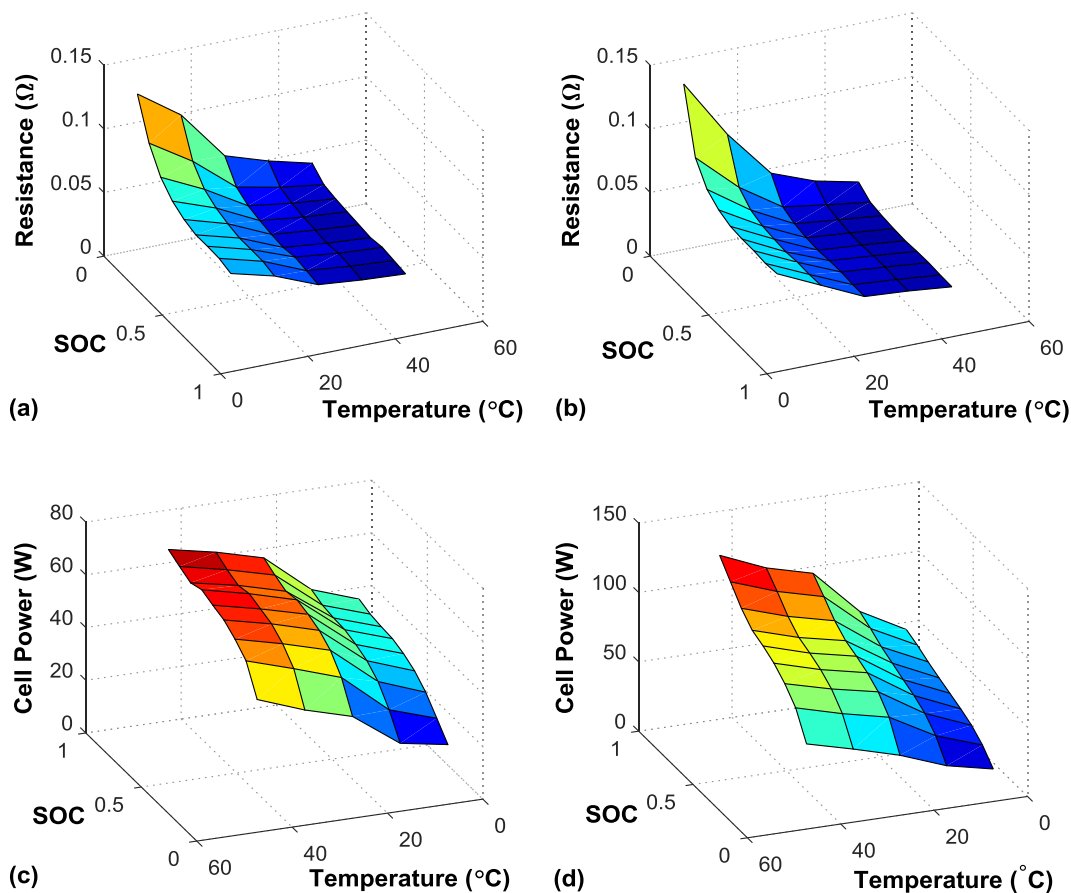 0.15
0.1
0.05
0
Resistance (Ω)
0
0.5
1
SOC
0
20
40
60
Temperature (°C)
(a)
0.15
0.1
0.05
0
Resistance (Ω)
0
0.5
1
SOC
0
20
40
60
Temperature (°C)
(b)
80
60
40
20
0
Cell Power (W)
1
0.5
0
SOC
60
40
20
0
Temperature (°C)
(c)
150
100
50
0
Cell Power (W)
1
0.5
0
SOC
60
40
20
0
Temperature (°C)
(d)